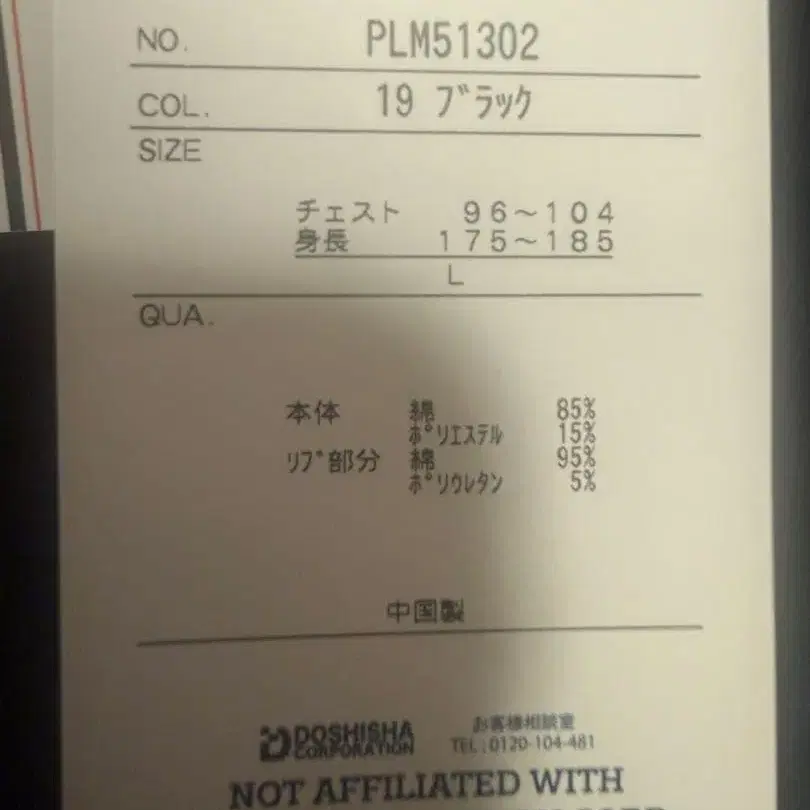 NO. PLM51302
COL. 19 ブラック
SIZE
チェスト 96~104
身長 175~185
L
QUA.
本体 綿 85%
ポリエステル 15%
リブ部分 綿 95%
ポリウレタン 5%
中国製
DOSHISHA CORPORATION
お客様相談室
TEL:0120-104-481
NOT AFFILIATED WITH